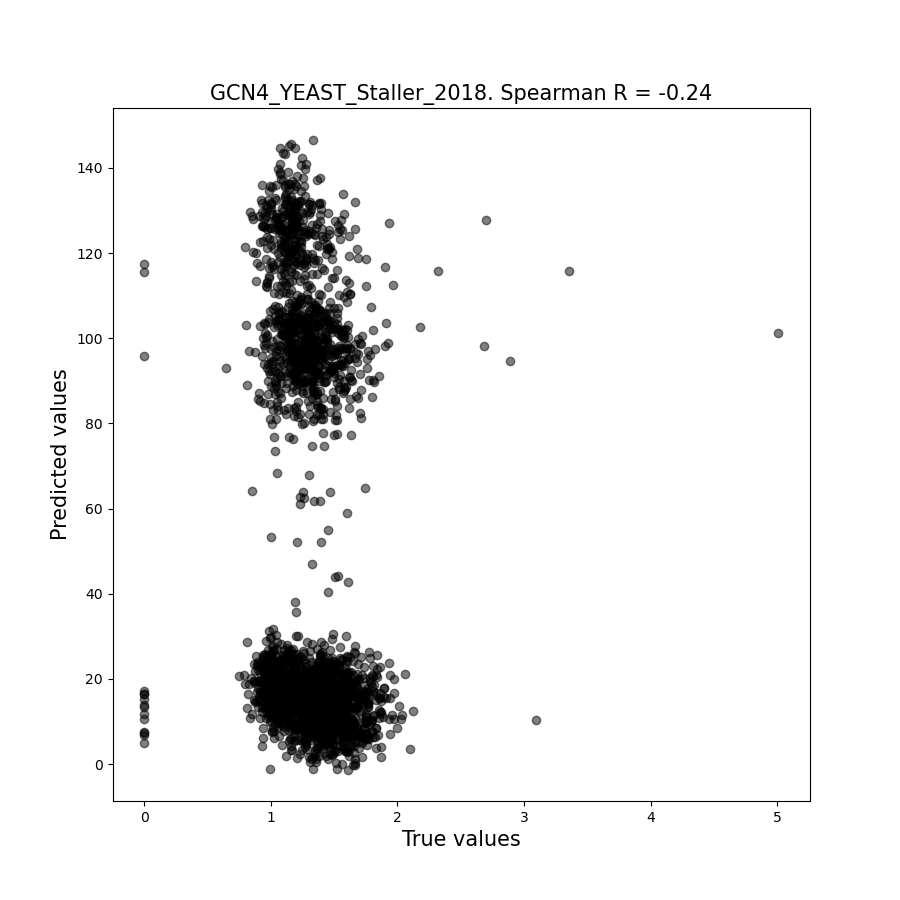 GCN4_YEAST_Staller_2018. Spearman R = -0.24
140
120
100
80
60
40
20
0
Predicted values
0 1 2 3 4 5
True values